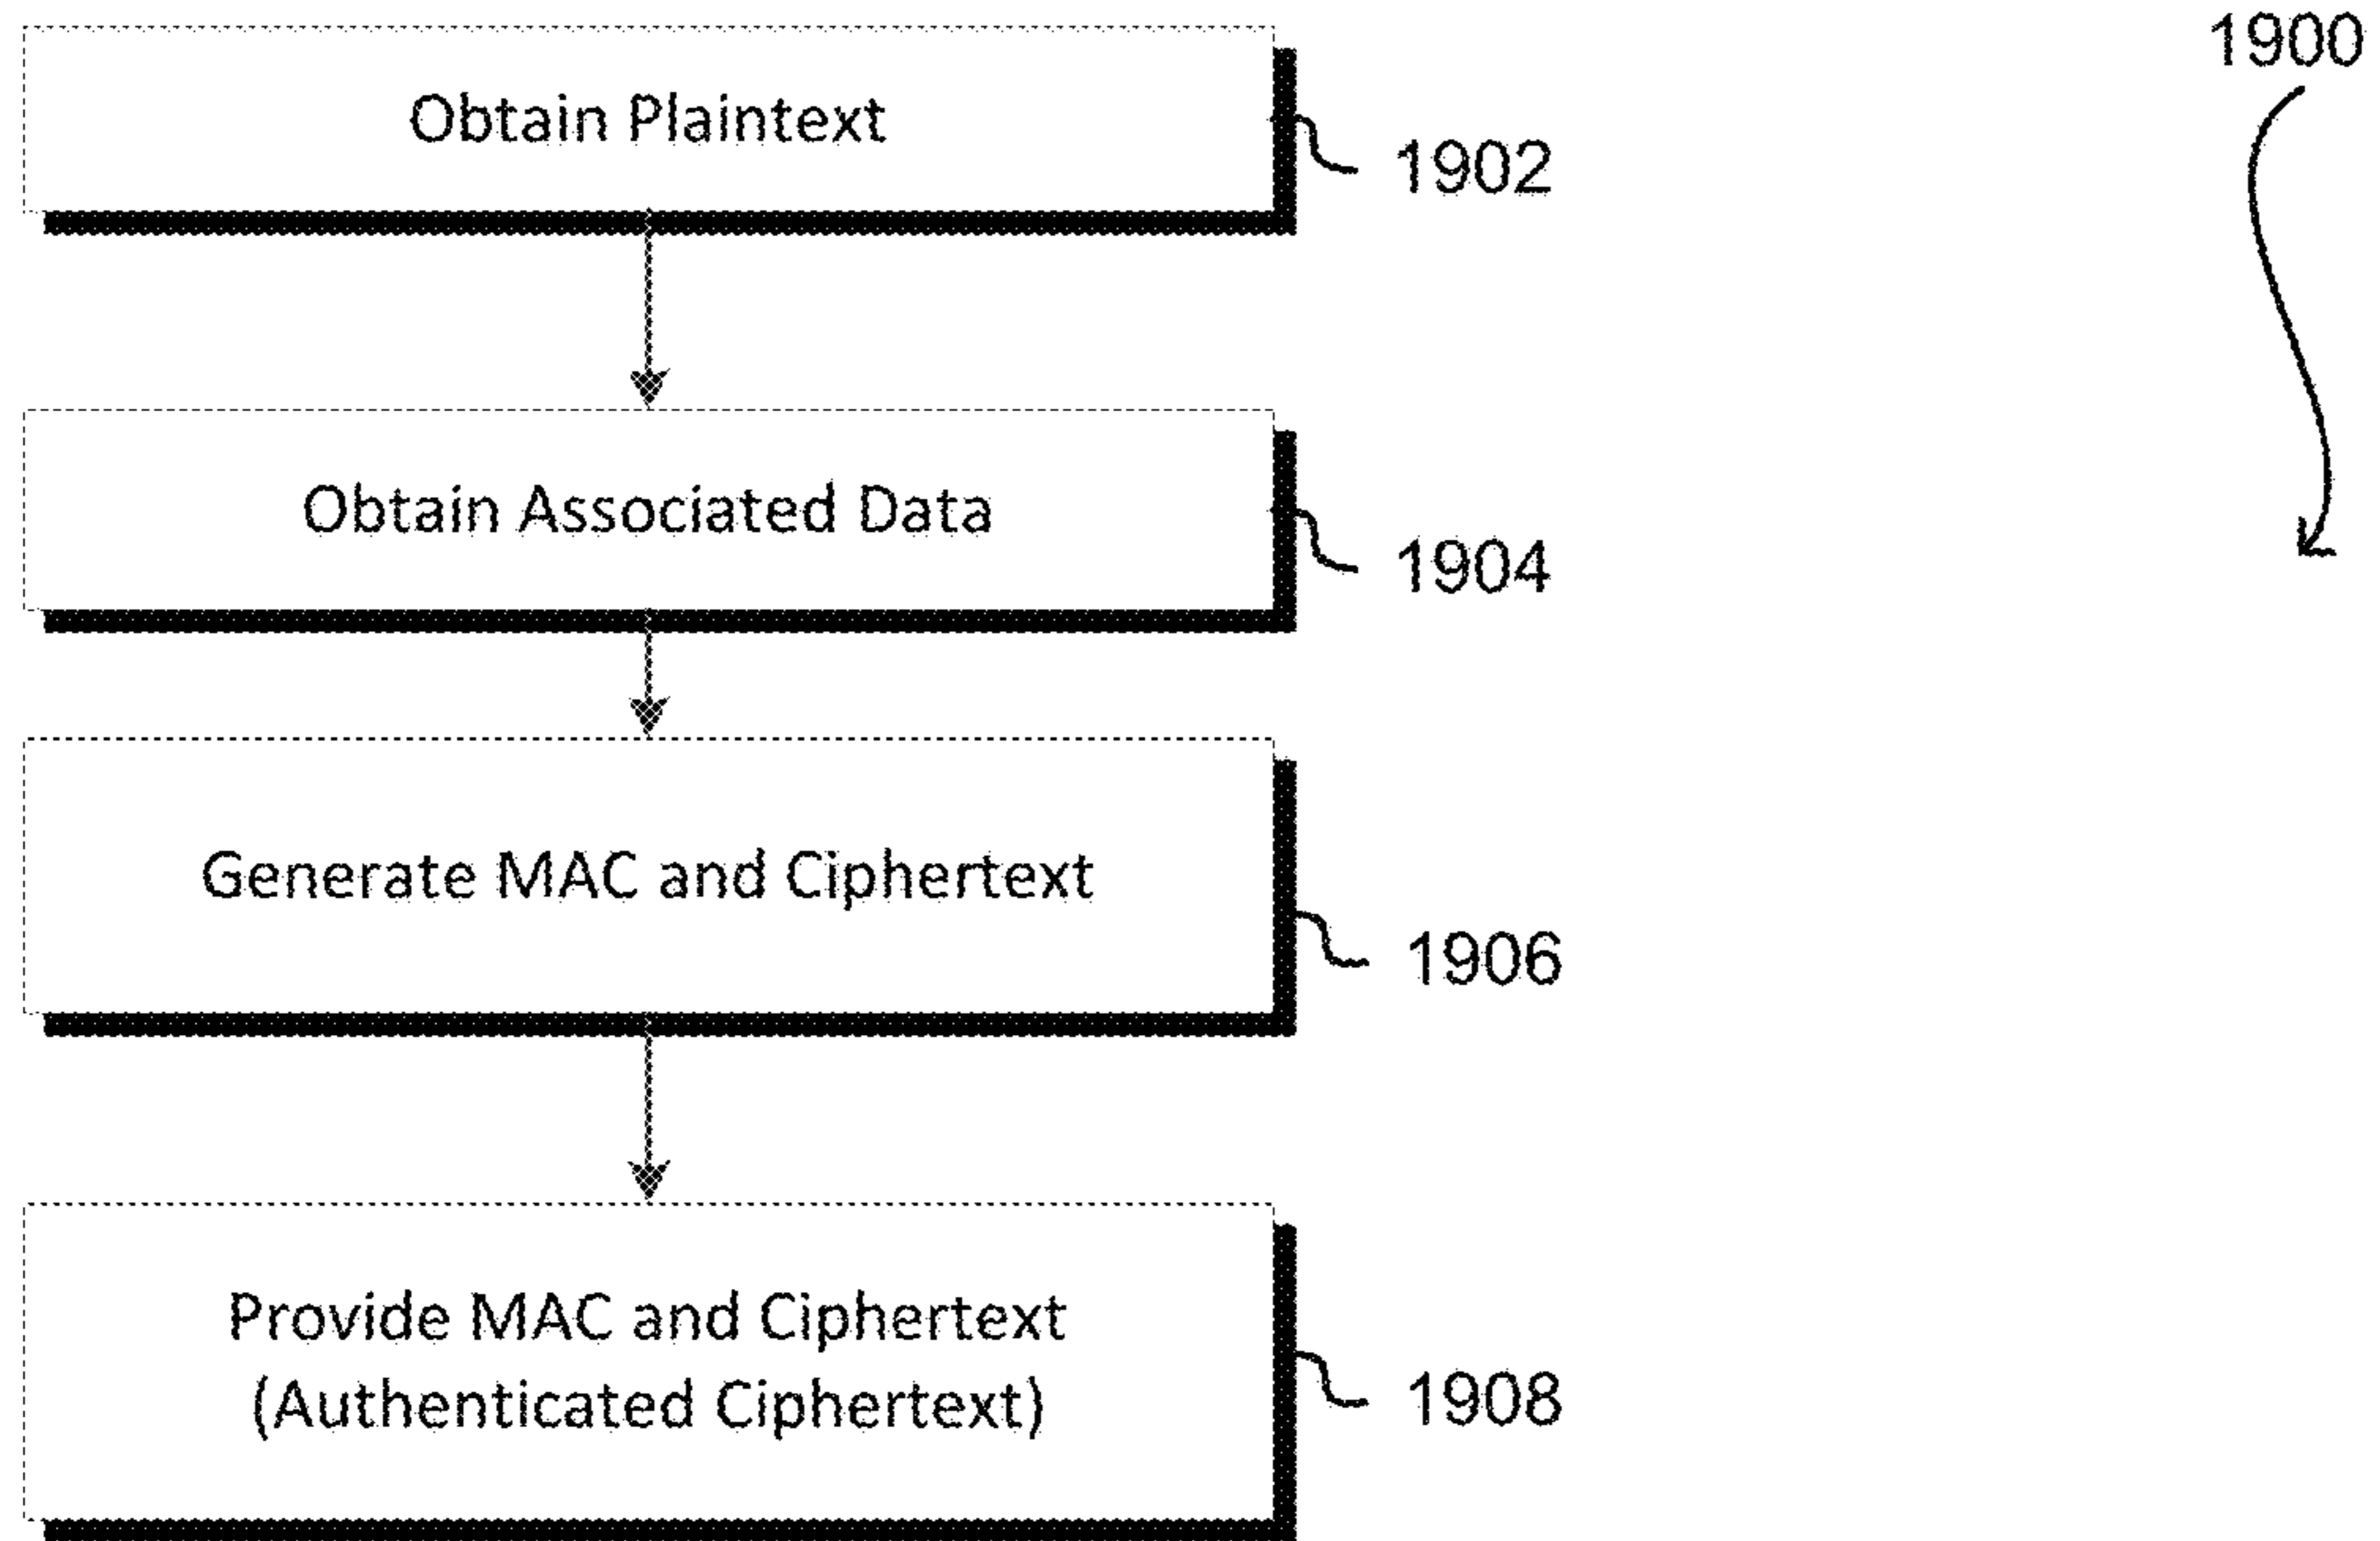 1900
Obtain Plaintext
1902
Obtain Associated Data
1904
Generate MAC and Ciphertext
1906
Provide MAC and Ciphertext
(Authenticated Ciphertext)
1908